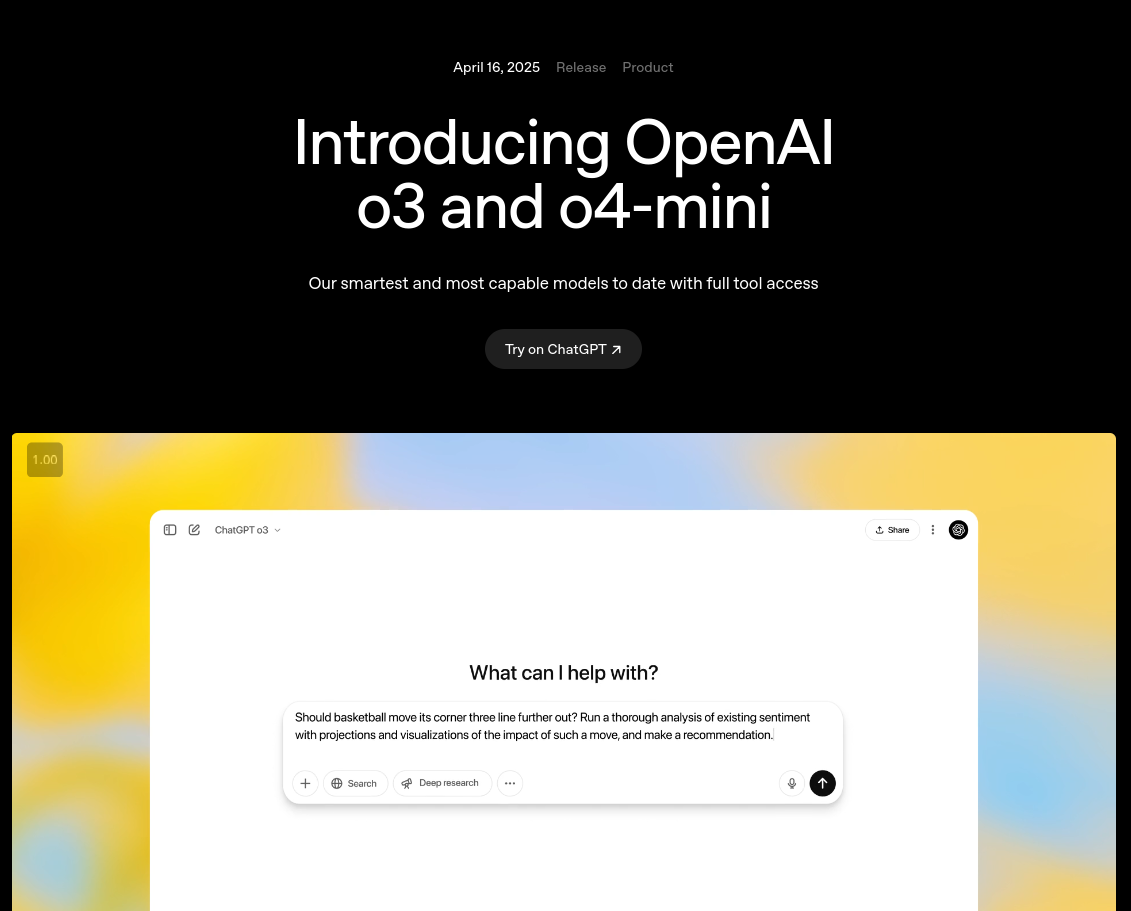 April 16, 2025 Release Product
Introducing OpenAI
o3 and o4-mini
Our smartest and most capable models to date with full tool access
Try on ChatGPT ↗
1.00
ChatGPT o3
Share
What can I help with?
Should basketball move its corner three line further out? Run a thorough analysis of existing sentiment
with projections and visualizations of the impact of such a move, and make a recommendation.
Search Deep research